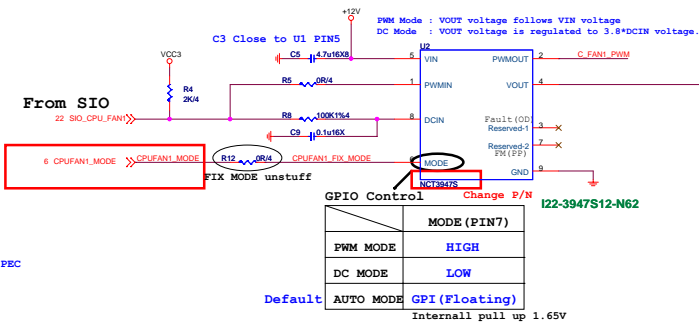 +12V
PWM Mode : VOUT voltage follows VIN voltage
DC Mode : VOUT voltage is regulated to 3.8*DCIN voltage.
C3 Close to U1 PIN5
VCC3
C5 4.7u16X8
U2
5 VIN
PWMOUT 2 C_FAN1_PWM
R4
2K/4
R5 0R/4
1 PWMIN
VOUT 4
From SIO
22 SIO_CPU_FAN1
R8 100K1%4
8 DCIN
Fault(OD)
Reserved-1 3
C9 0.1u16X
Reserved-2 7
FM(PP)
6 CPUFAN1_MODE
CPUFAN1_MODE
R12 0R/4
CPUFAN1_FIX_MODE
MODE
GND 9
FIX MODE unstuff
NCT3947S
GPIO Control
Change P/N
I22-3947S12-N62
MODE(PIN7)
PWM MODE HIGH
PEC
DC MODE LOW
Default AUTO MODE GPI(Floating)
Internall pull up 1.65V